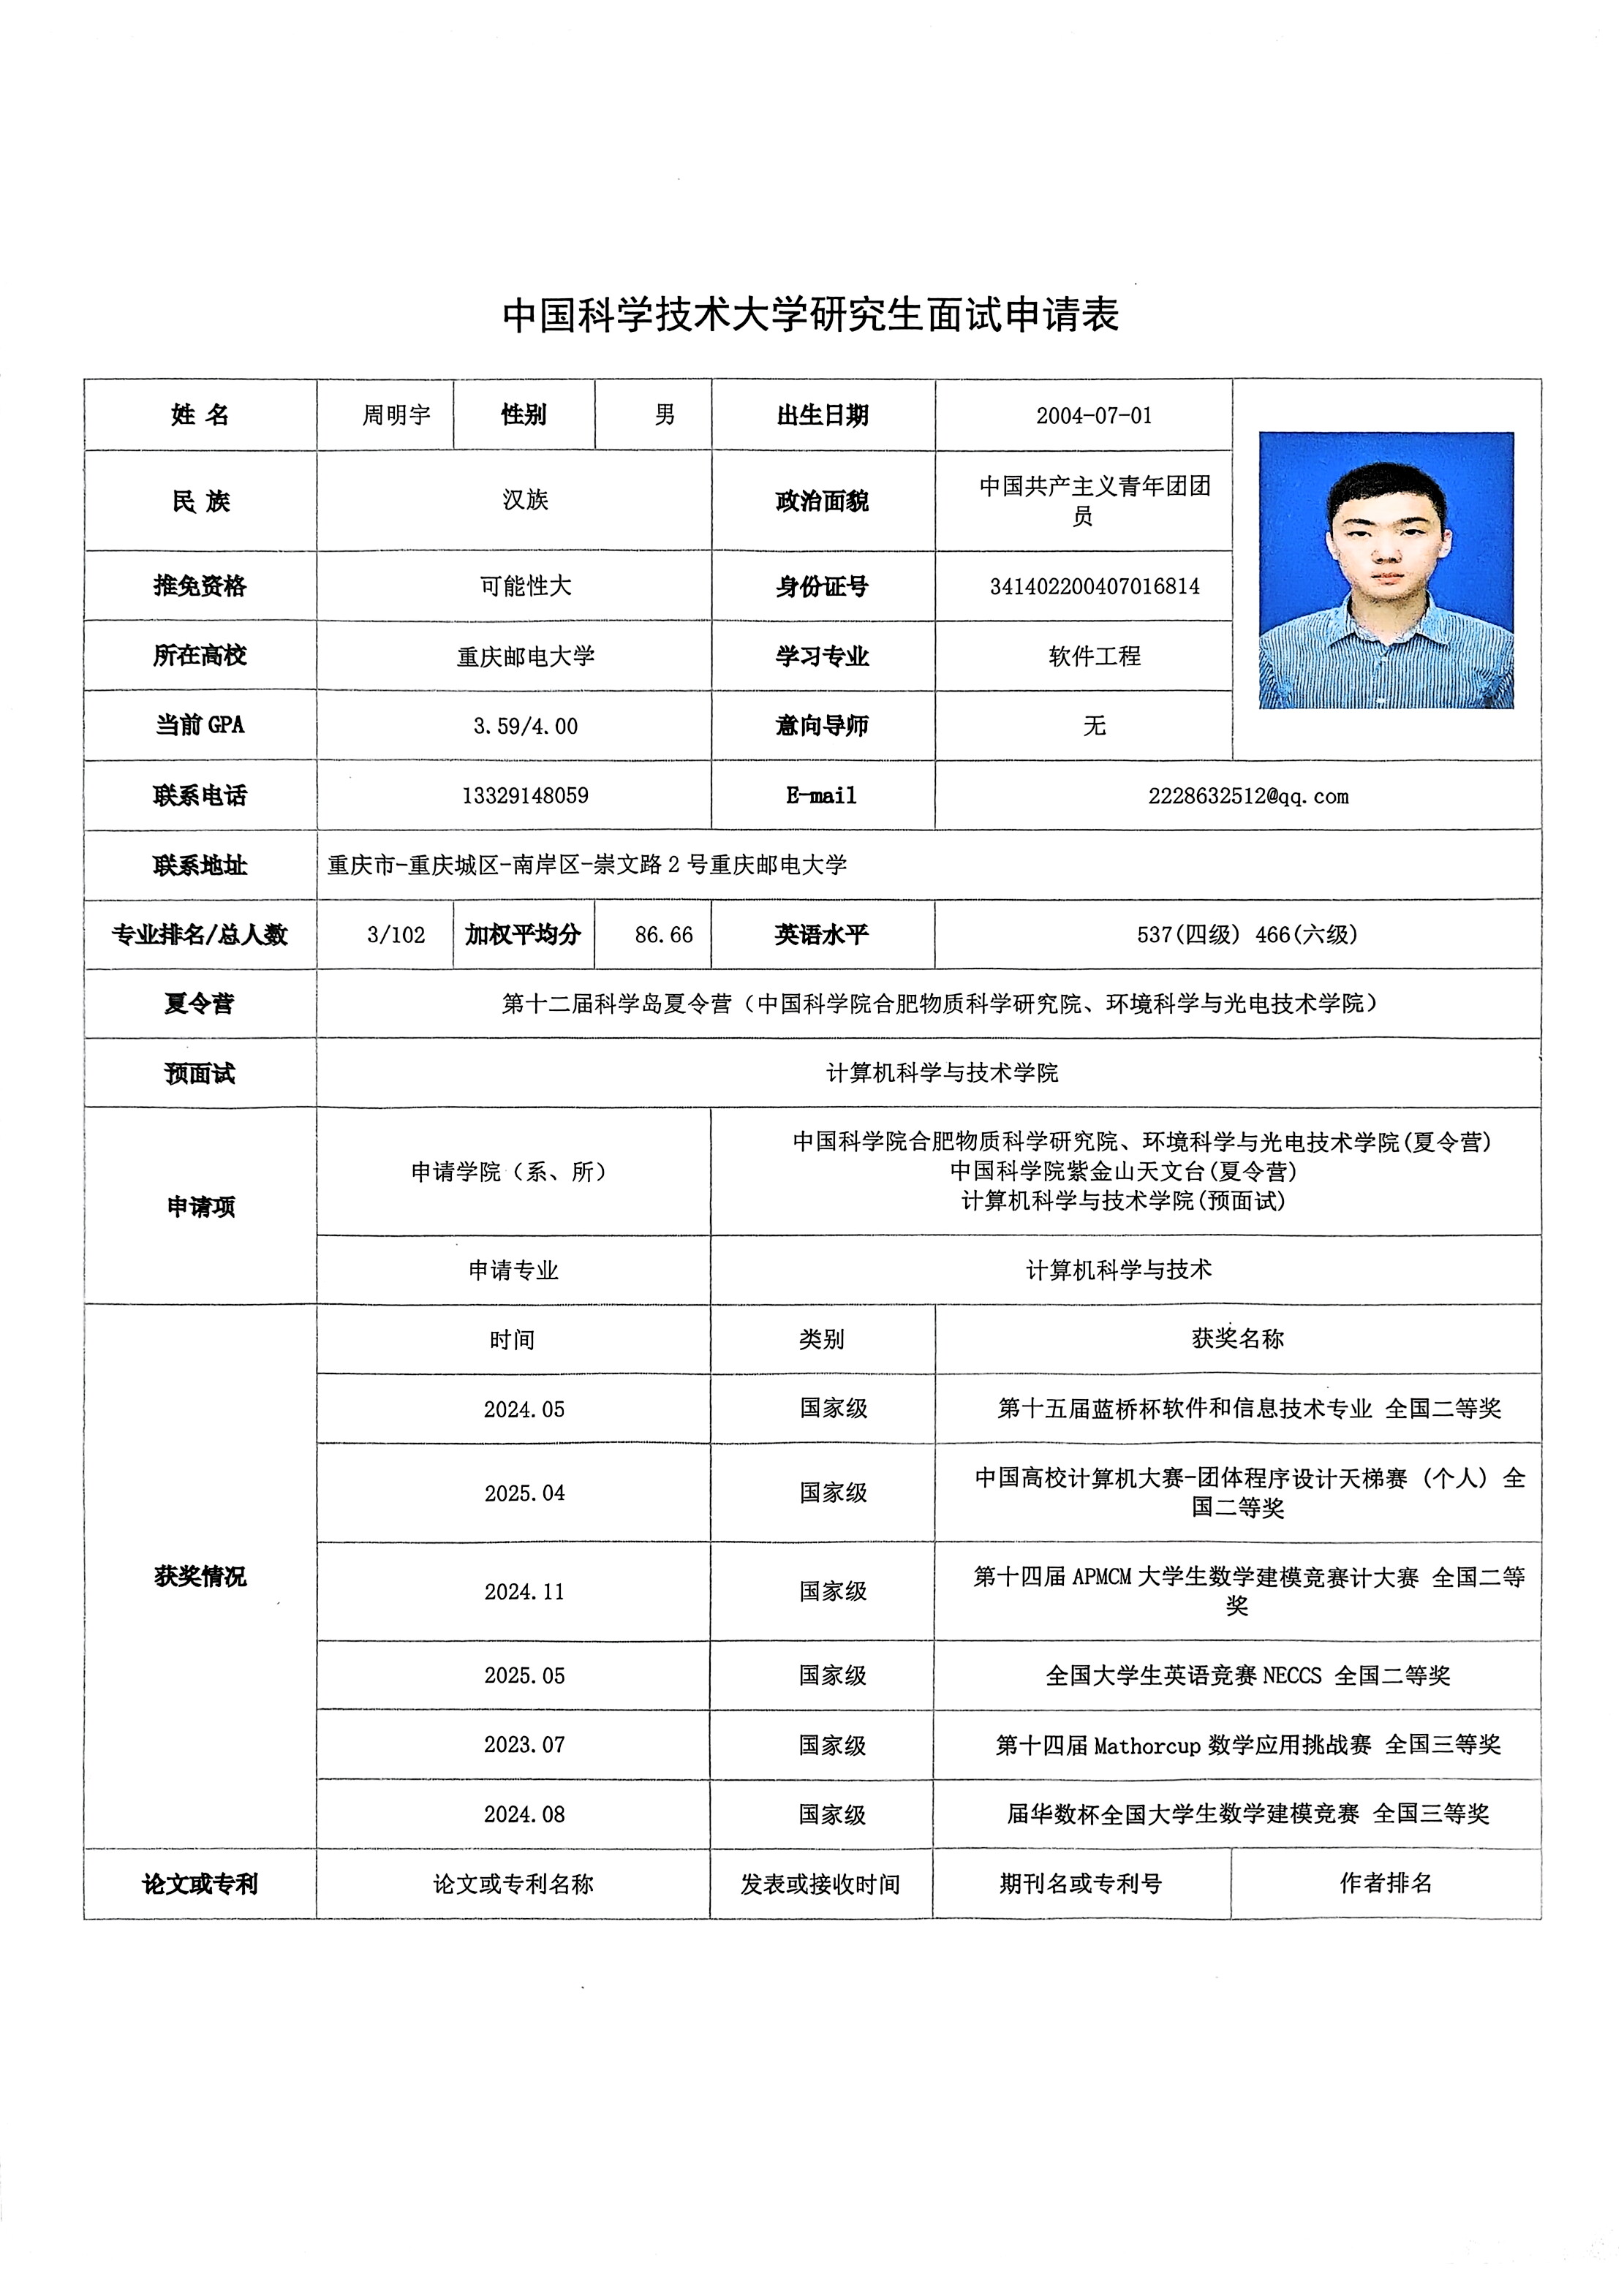 中国科学技术大学研究生面试申请表
姓 名 周明宇 性别 男 出生日期 2004-07-01
民 族 汉族 政治面貌 中国共产主义青年团团
员
推免资格 可能性大 身份证号 341402200407016814
所在高校 重庆邮电大学 学习专业 软件工程
当前 GPA 3.59/4.00 意向导师 无
联系电话 13329148059 E-mail 2228632512@qq.com
联系地址 重庆市-重庆城区-南岸区-崇文路 2 号重庆邮电大学
专业排名/总人数 3/102 加权平均分 86.66 英语水平 537(四级) 466(六级)
夏令营 第十二届科学岛夏令营（中国科学院合肥物质科学研究院、环境科学与光电技术学院）
预面试 计算机科学与技术学院
申请项 申请学院（系、所） 中国科学院合肥物质科学研究院、环境科学与光电技术学院(夏令营)
中国科学院紫金山天文台(夏令营)
计算机科学与技术学院(预面试)
申请专业 计算机科学与技术
获奖情况 时间 类别 获奖名称
2024.05 国家级 第十五届蓝桥杯软件和信息技术专业 全国二等奖
2025.04 国家级 中国高校计算机大赛-团体程序设计天梯赛（个人）全
国二等奖
2024.11 国家级 第十四届 APMCM 大学生数学建模竞赛计大赛 全国二等
奖
2025.05 国家级 全国大学生英语竞赛 NECCS 全国二等奖
2023.07 国家级 第十四届 Mathorcup 数学应用挑战赛 全国三等奖
2024.08 国家级 届华数杯全国大学生数学建模竞赛 全国三等奖
论文或专利 论文或专利名称 发表或接收时间 期刊名或专利号 作者排名